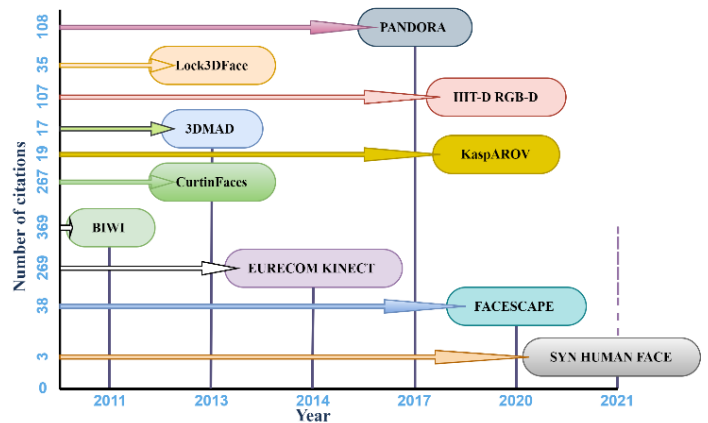 108
PANDORA
35
Lock3DFace
107
IIIT-D RGB-D
17
3DMAD
19
KaspAROV
267
CurtinFaces
369
BIWI
269
EURECOM KINECT
38
FACESCAPE
3
SYN HUMAN FACE
0
Number of citations
2011 2013 2014 2017 2020 2021
Year